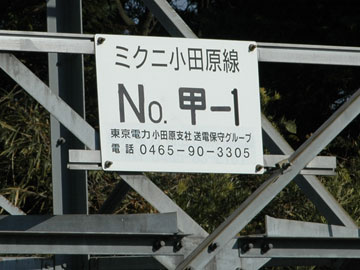 ミクニ小田原線
No. 甲-1
東京電力 小田原支社 送電保守グループ
電話 0465-90-3305